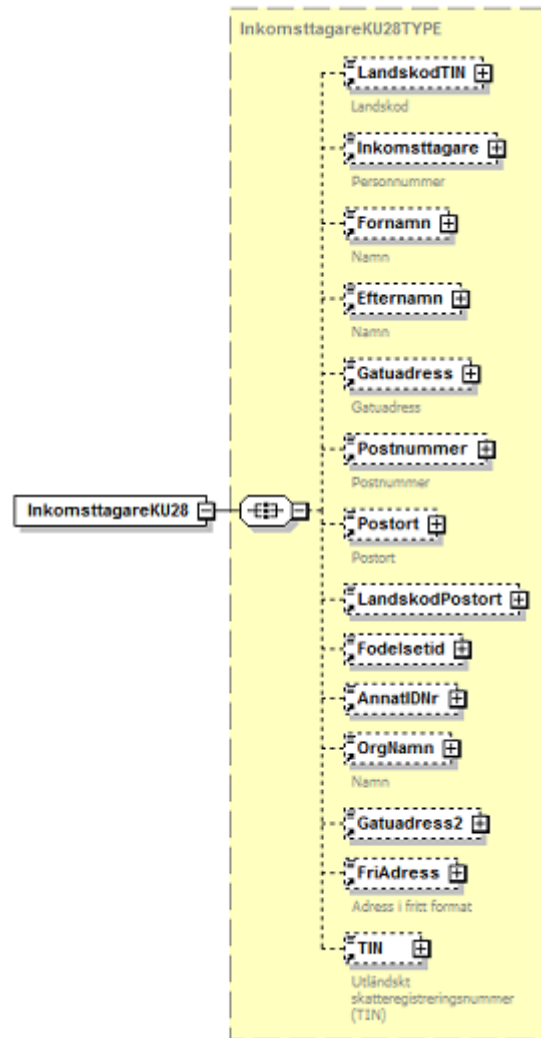 InkomsttagareKU28TYPE
LandskodTIN
Landskod
Inkomsttagare
Personnummer
Fornamn
Namn
Efternamn
Namn
Gatuadress
Gatuadress
Postnummer
Postnummer
InkomsttagareKU28
Postort
Postort
LandskodPostort
Fodelsetid
AnnatIDNr
OrgNamn
Namn
Gatuadress2
FriAdress
Adress i fritt format
TIN
Utländskt
skatteregistreringsnummer
(TIN)